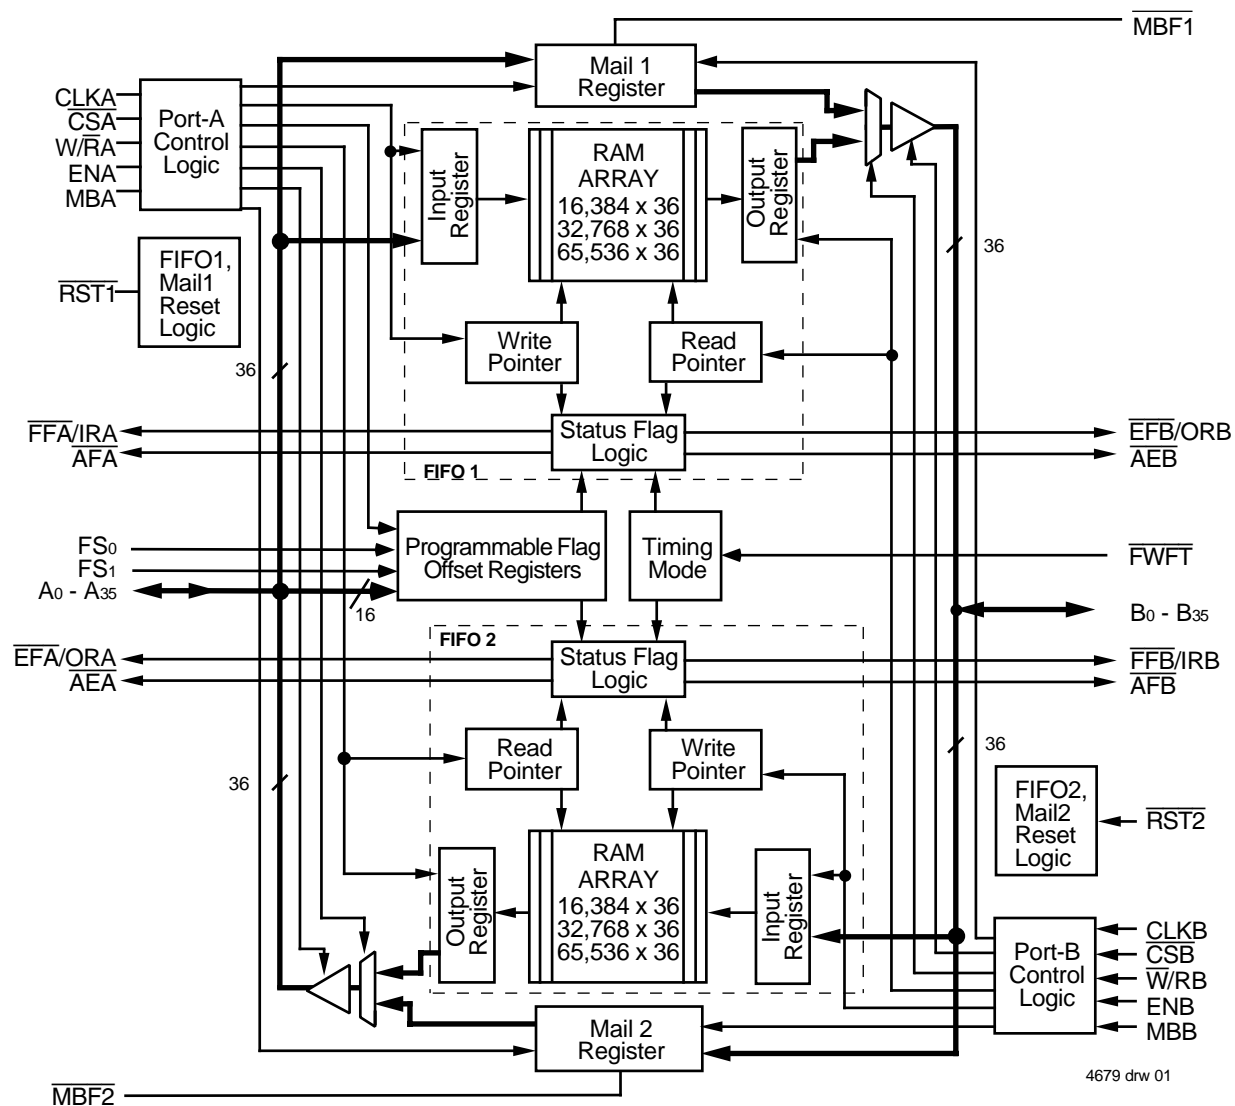 MBF1
Mail 1
Register
CLKA
CSA
W/RA
ENA
MBA
Port-A
Control
Logic
Input
Register
RAM
ARRAY
16,384 x 36
32,768 x 36
65,536 x 36
Output
Register
36
RST1
FIFO1,
Mail1
Reset
Logic
Write
Pointer
Read
Pointer
36
FFA/IRA
AFA
Status Flag
Logic
EFB/ORB
AEB
FIFO 1
FS0
FS1
A0 - A35
Programmable Flag
Offset Registers
16
Timing
Mode
FWFT
B0 - B35
FIFO 2
EFA/ORA
AEA
Status Flag
Logic
FFB/IRB
AFB
Read
Pointer
Write
Pointer
36
36
FIFO2,
Mail2
Reset
Logic
RST2
Output
Register
RAM
ARRAY
16,384 x 36
32,768 x 36
65,536 x 36
Input
Register
Port-B
Control
Logic
CLKB
CSB
W/RB
ENB
MBB
Mail 2
Register
MBF2
4679 drw 01